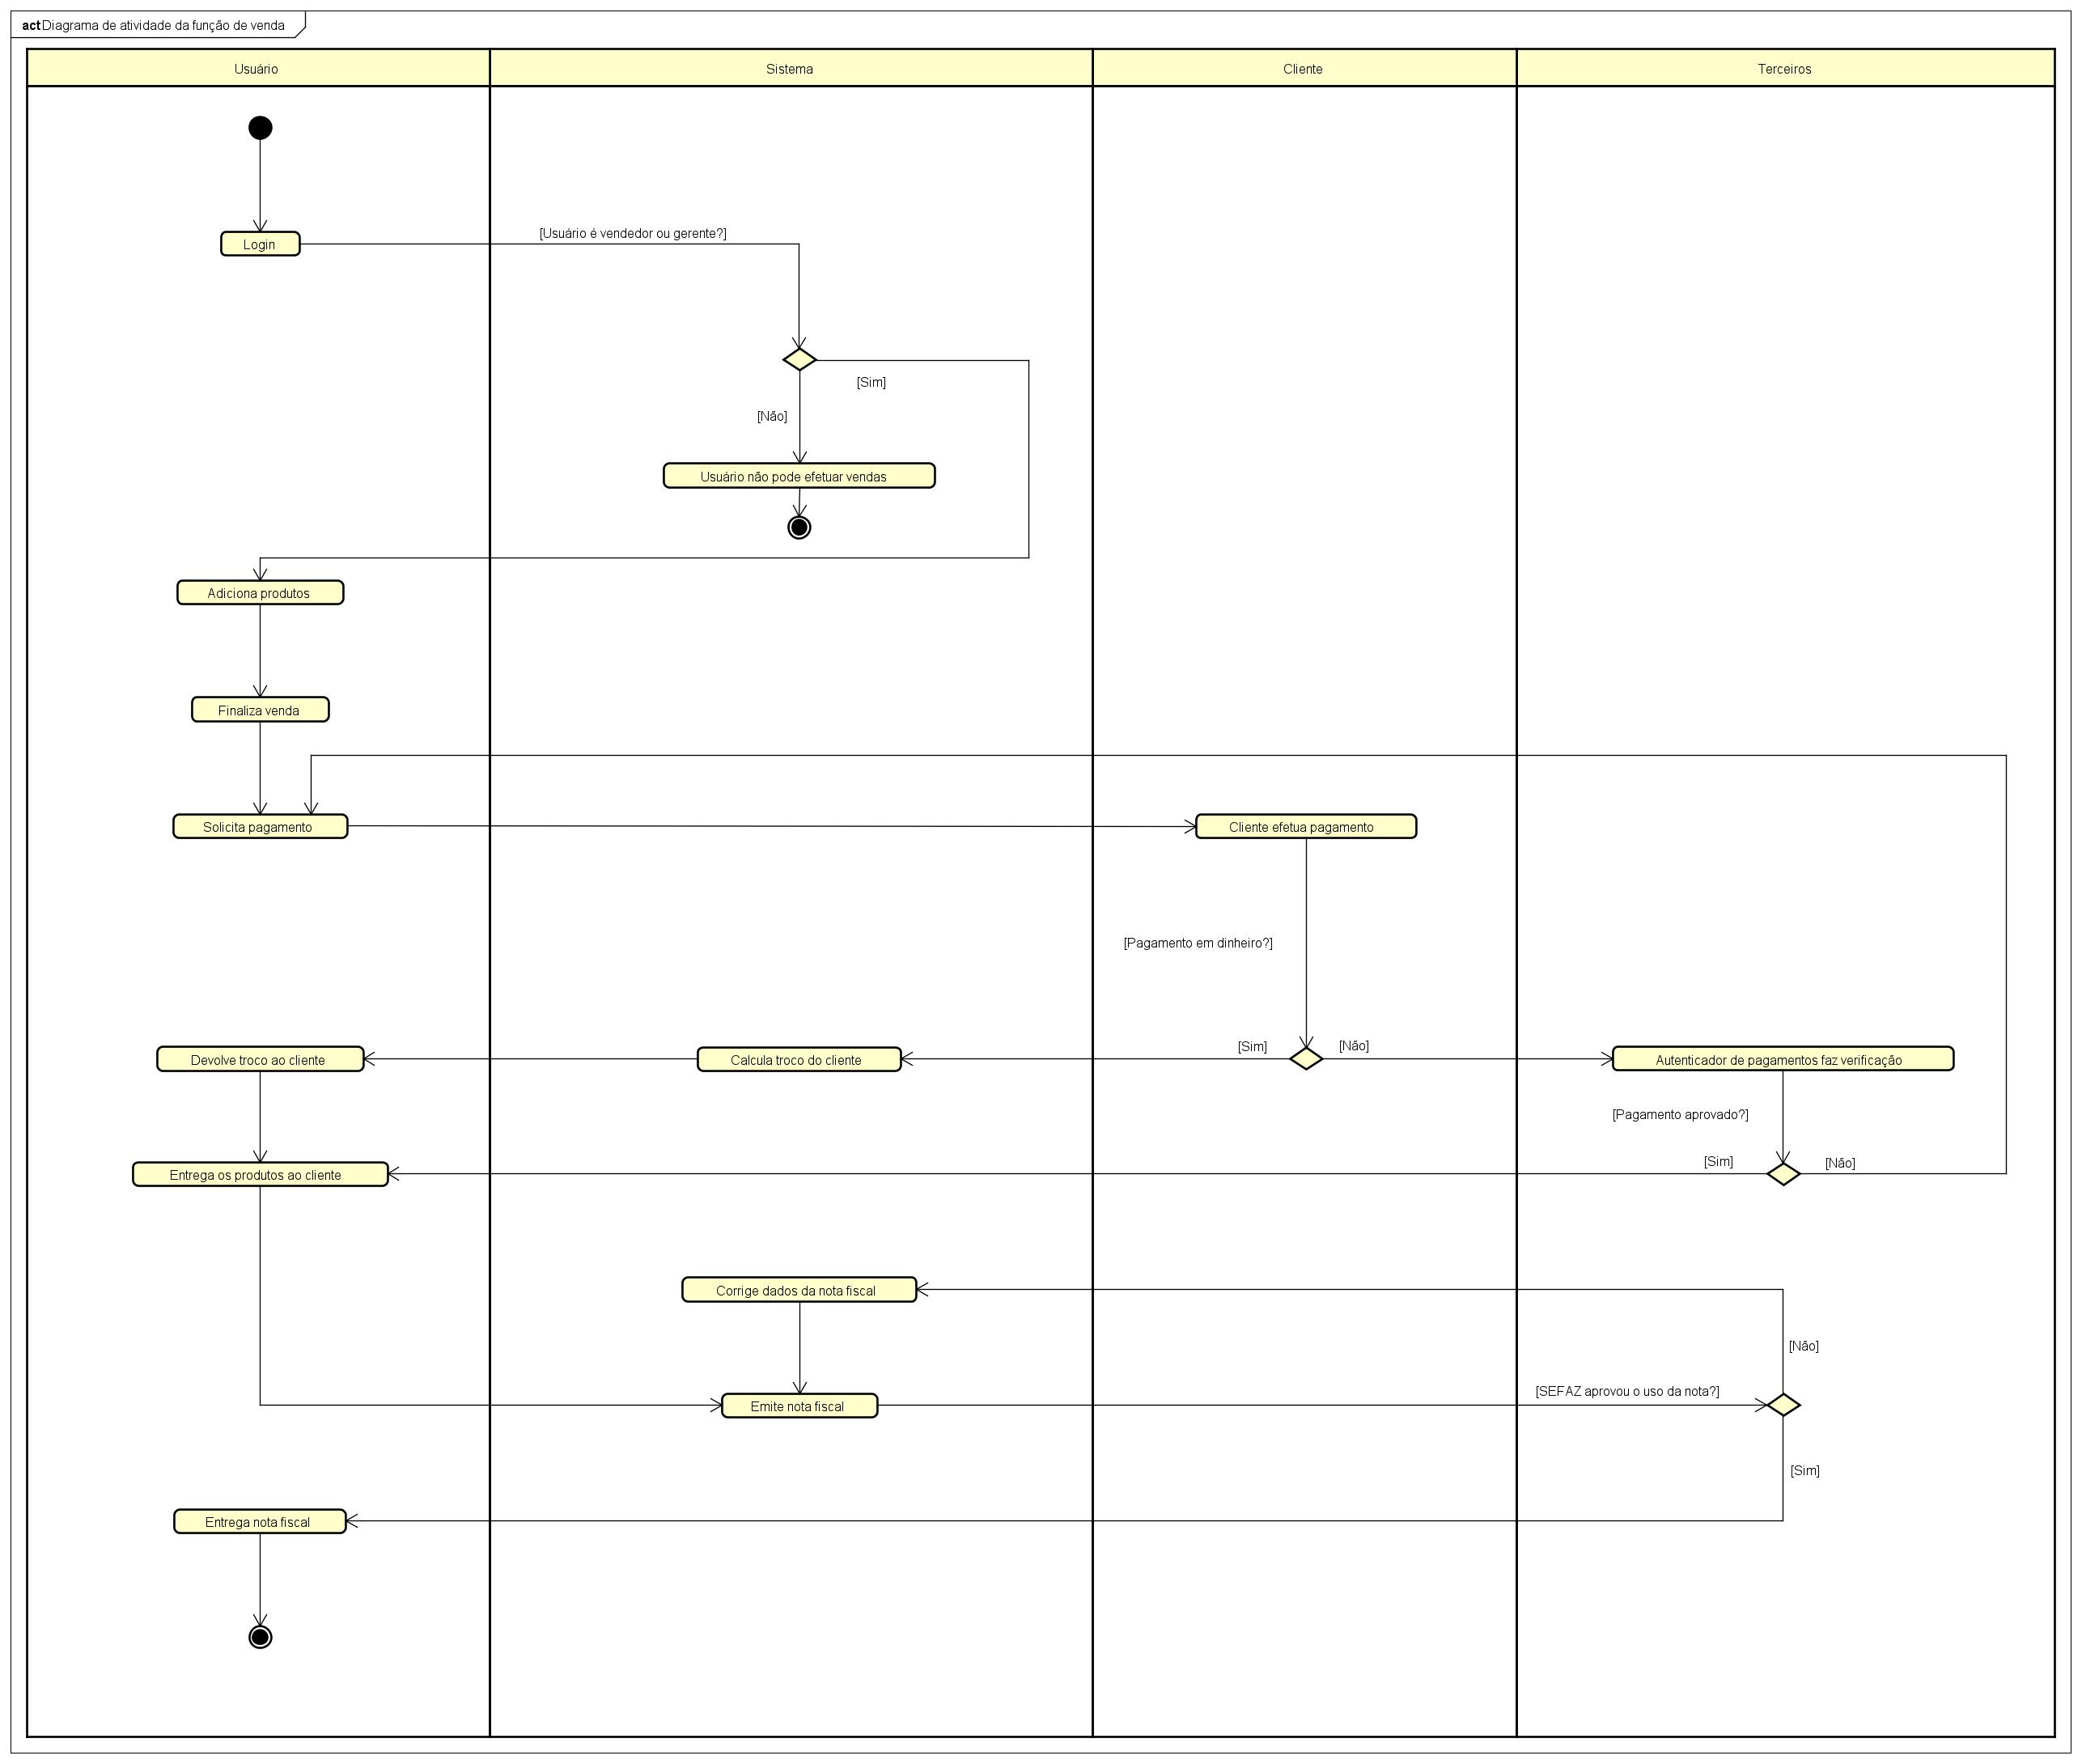 act Diagrama de atividade da função de venda
Usuário
Sistema
Cliente
Terceiros
Login
[Usuário é vendedor ou gerente?]
[Sim]
[Não]
Usuário não pode efetuar vendas
Adiciona produtos
Finaliza venda
Solicita pagamento
Cliente efetua pagamento
[Pagamento em dinheiro?]
[Sim]
[Não]
Devolve troco ao cliente
Calcula troco do cliente
Autenticador de pagamentos faz verificação
[Pagamento aprovado?]
[Sim]
[Não]
Entrega os produtos ao cliente
Corrige dados da nota fiscal
[Não]
[SEFAZ aprovou o uso da nota?]
Emite nota fiscal
[Sim]
Entrega nota fiscal